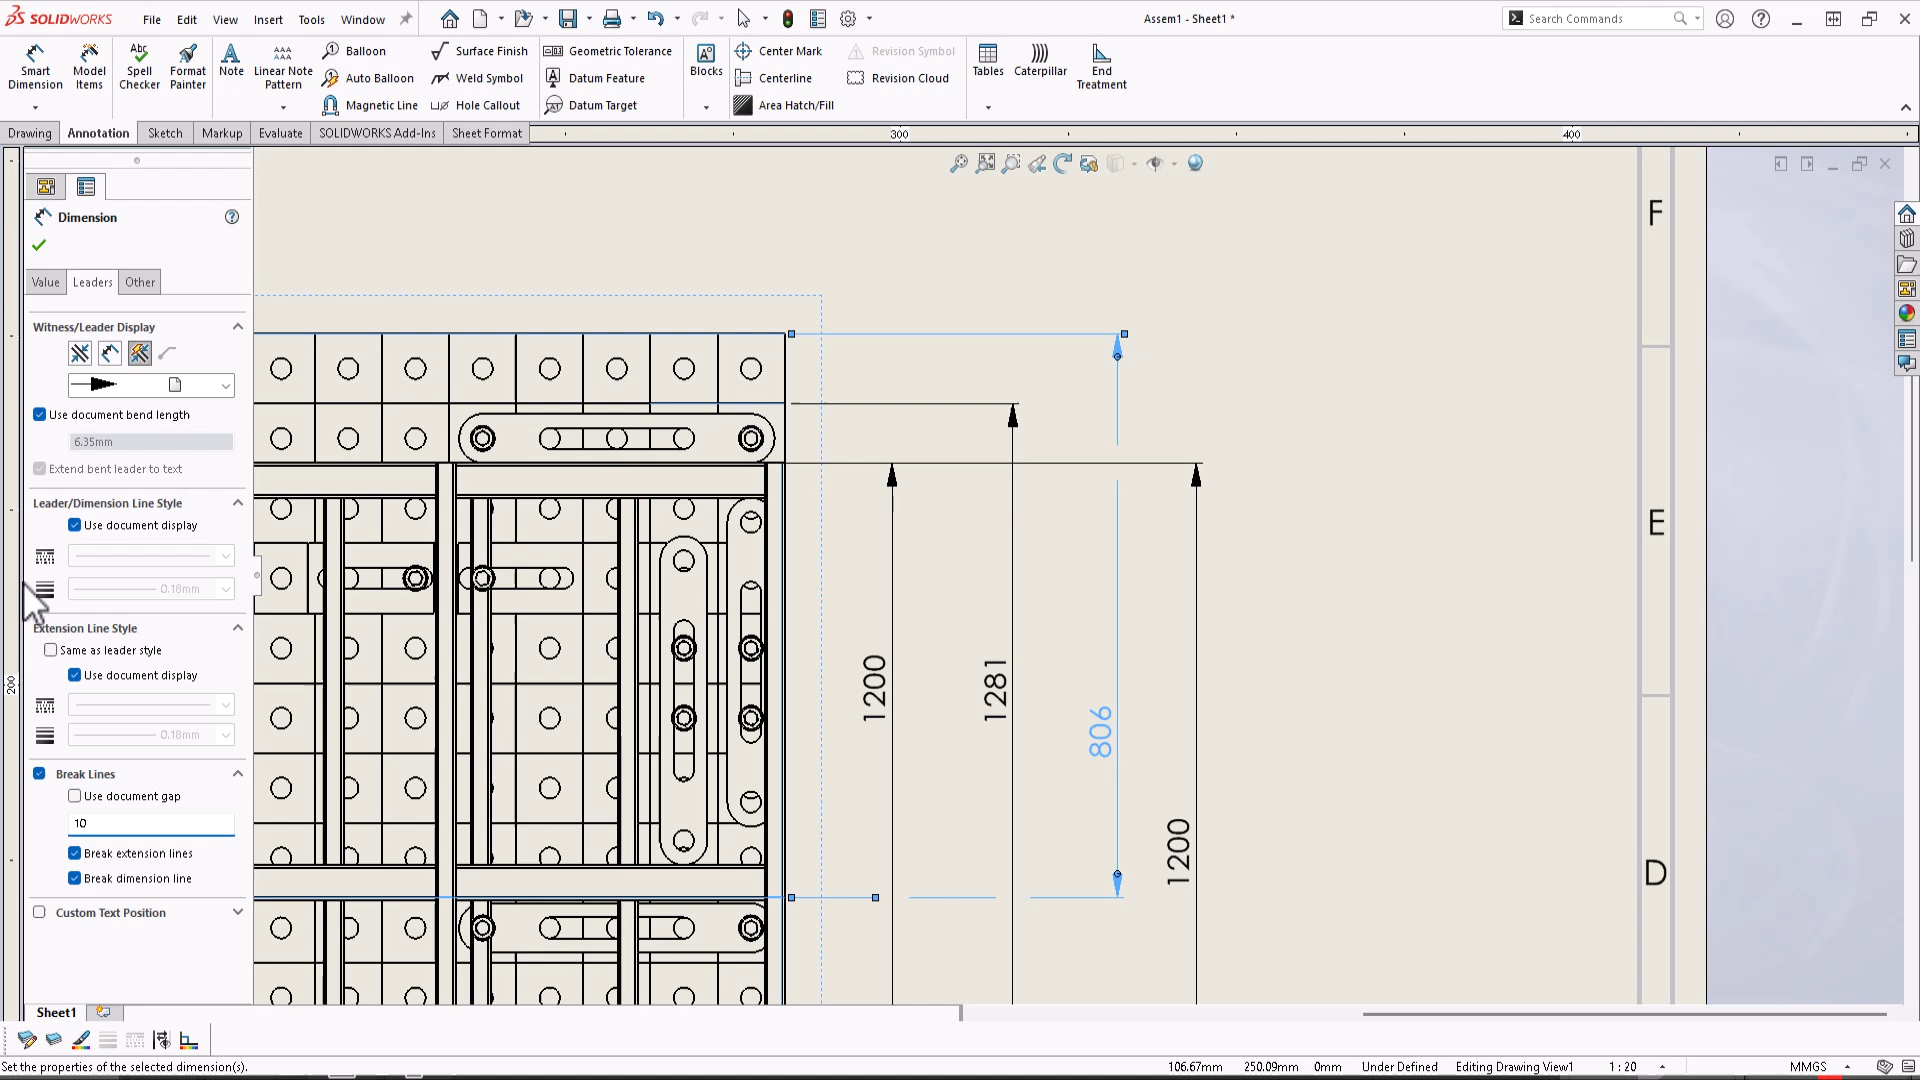 SOLIDWORKS
File
Edit
View
Insert
Tools
Window
Assem1 - Sheet1 *
Search Commands
Smart Dimension
Model Items
Spell Checker
Format Painter
Note
Linear Note Pattern
Balloon
Auto Balloon
Magnetic Line
Surface Finish
Weld Symbol
Hole Callout
Geometric Tolerance
Datum Feature
Datum Target
Blocks
Center Mark
Centerline
Area Hatch/Fill
Revision Symbol
Revision Cloud
Tables
Caterpillar
End Treatment
Drawing
Annotation
Sketch
Markup
Evaluate
SOLIDWORKS Add-Ins
Sheet Format
300
400
200
Dimension
Value
Leaders
Other
Witness/Leader Display
Use document bend length
6.35mm
Extend bent leader to text
Leader/Dimension Line Style
Use document display
0.18mm
Extension Line Style
Same as leader style
Use document display
0.18mm
Break Lines
Use document gap
10
Break extension lines
Break dimension line
Custom Text Position
1200
1281
806
1200
F
E
D
Sheet1
Set the properties of the selected dimension(s).
106.67mm
250.09mm
0mm
Under Defined
Editing Drawing View1
1 : 20
MMGS